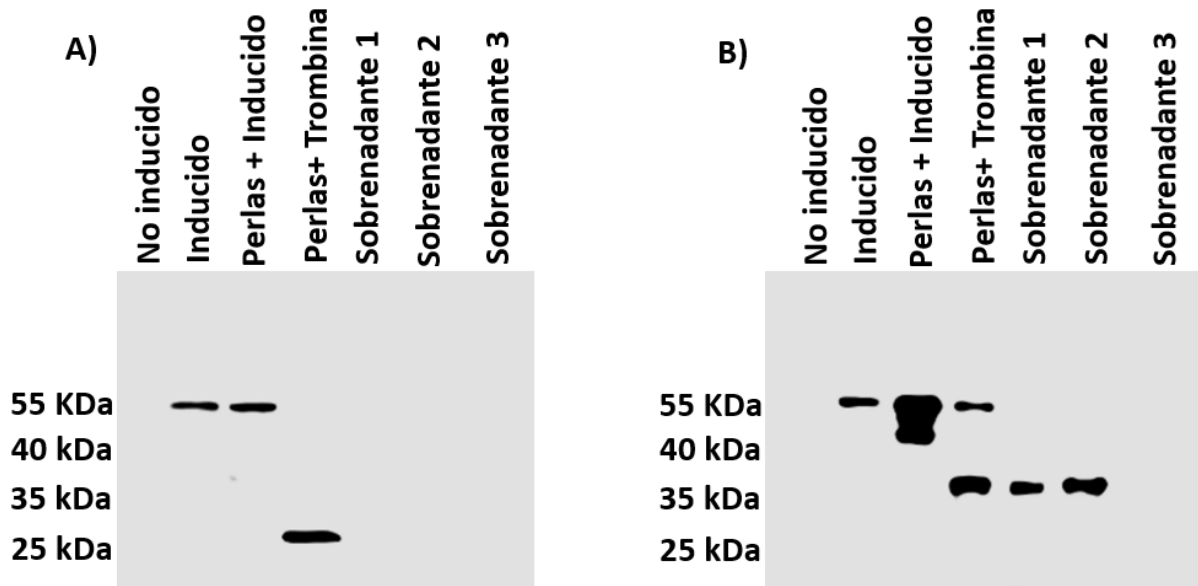 A)
No inducido
Inducido
Perlas + Inducido
Perlas+ Trombina
Sobrenadante 1
Sobrenadante 2
Sobrenadante 3
55 KDa
40 kDa
35 kDa
25 kDa
B)
No inducido
Inducido
Perlas + Inducido
Perlas+ Trombina
Sobrenadante 1
Sobrenadante 2
Sobrenadante 3
55 KDa
40 kDa
35 kDa
25 kDa